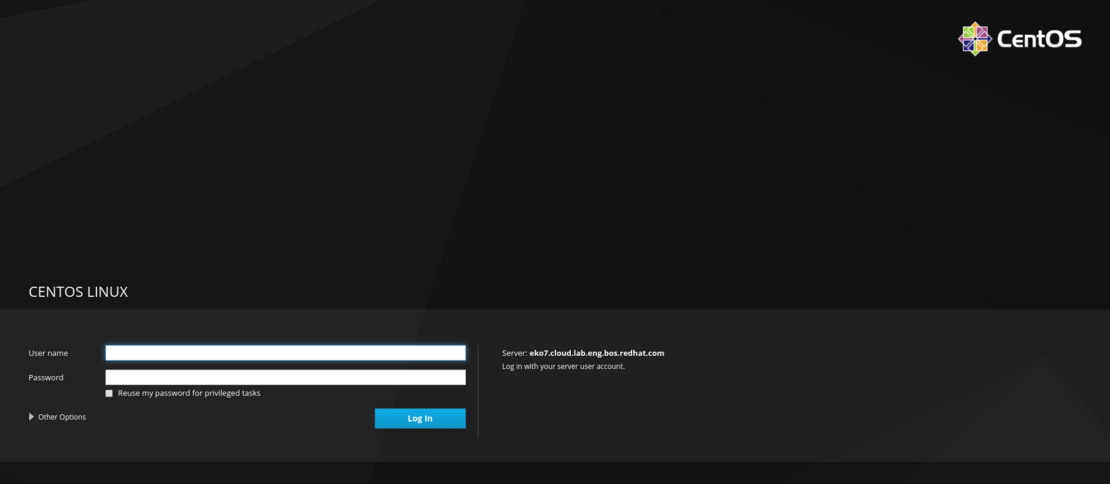 CentOS
CENTOS LINUX
User name
Password
Reuse my password for privileged tasks
Other Options
Log In
Server: eko7.cloud.lab.eng.bos.redhat.com
Log in with your server user account.